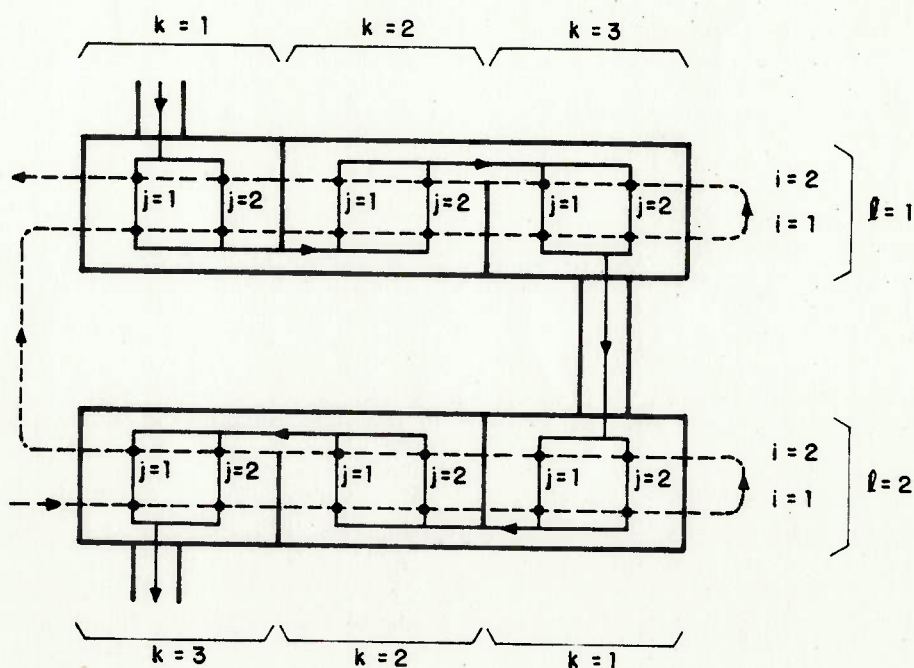 k = 1 k = 2 k = 3
j=1 j=2 j=1 j=2 j=1 j=2 i = 2
i = 1 ℓ = 1
j=1 j=2 j=1 j=2 j=1 j=2 i = 2
i = 1 ℓ = 2
k = 3 k = 2 k = 1